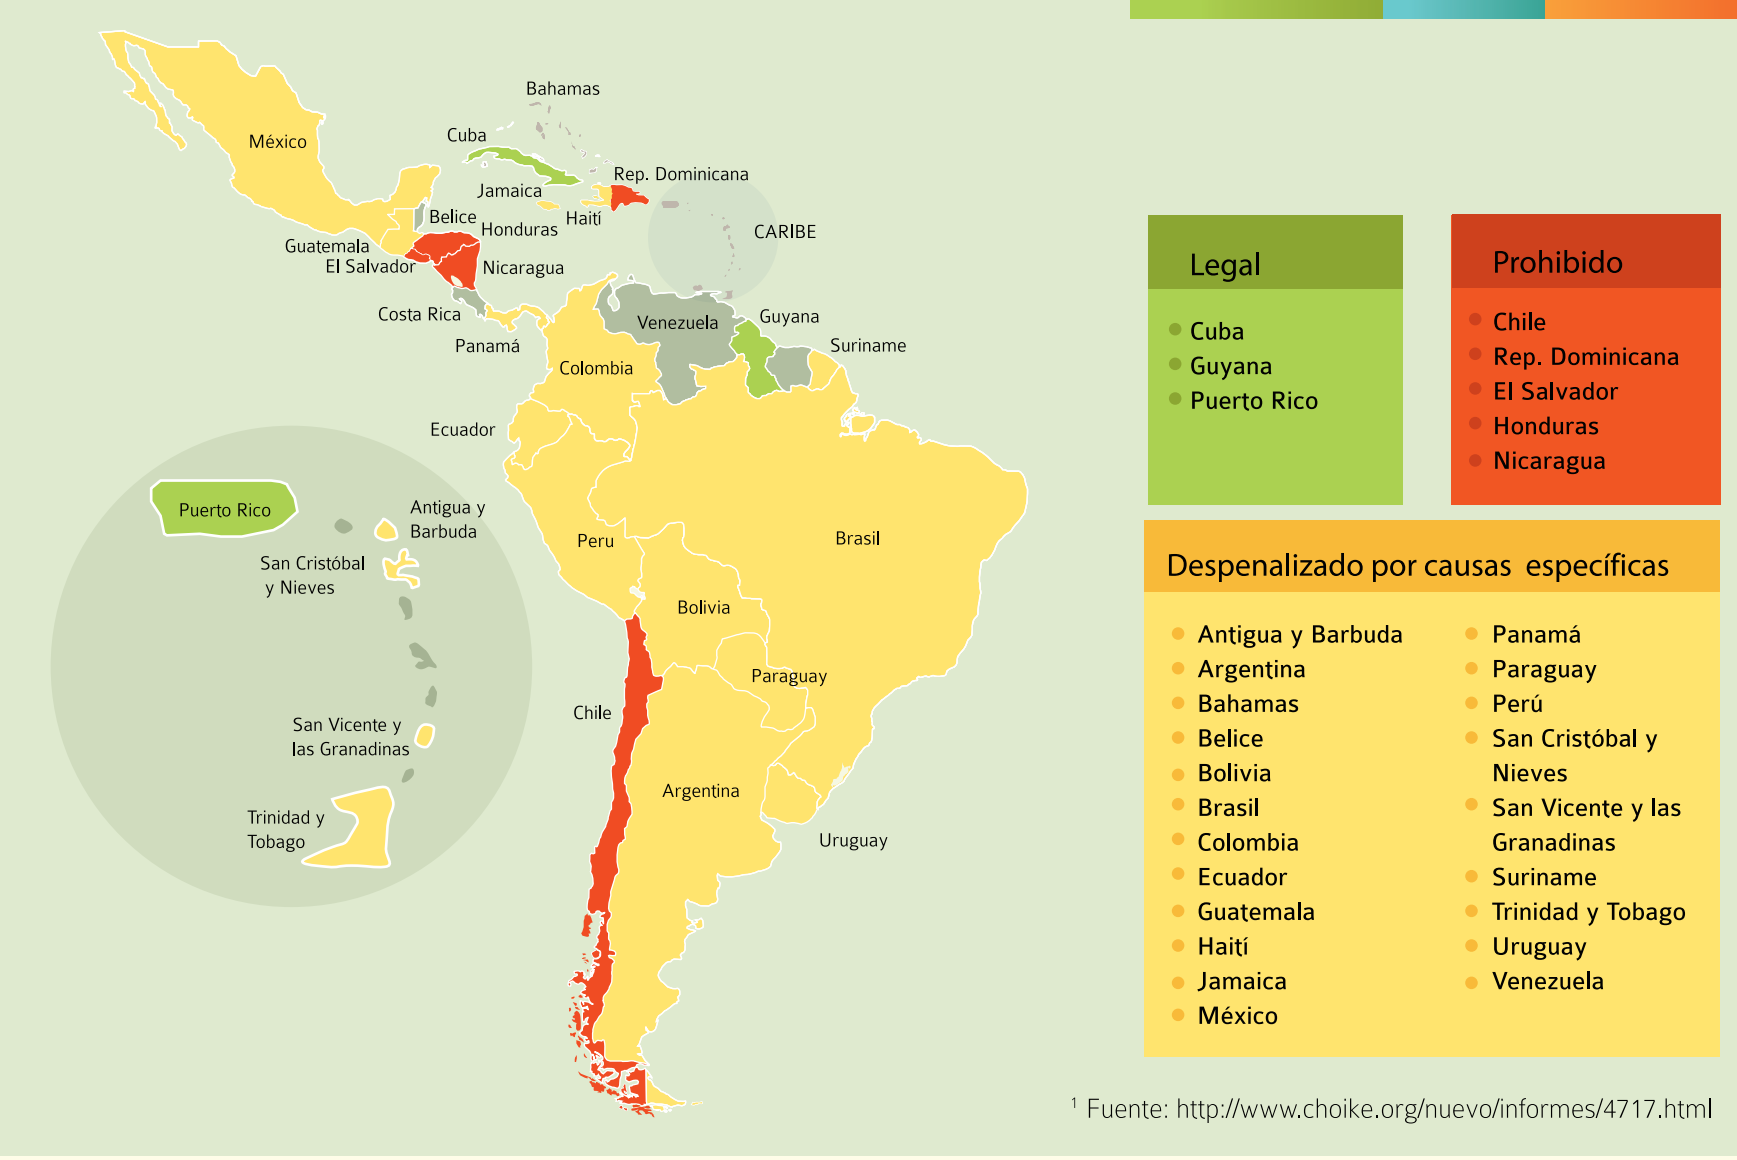 Bahamas
Cuba
México
Rep. Dominicana
Jamaica
Haití
Belice
Honduras
CARIBE
Guatemala
El Salvador
Nicaragua
Costa Rica
Panamá
Venezuela
Guyana
Suriname
Colombia
Ecuador
Peru
Brasil
Bolivia
Paraguay
Chile
Argentina
Uruguay
Puerto Rico
Antigua y
Barbuda
San Cristóbal
y Nieves
San Vicente y
las Granadinas
Trinidad y
Tobago
Legal
Cuba
Guyana
Puerto Rico
Prohibido
Chile
Rep. Dominicana
El Salvador
Honduras
Nicaragua
Despenalizado por causas específicas
Antigua y Barbuda
Argentina
Bahamas
Belice
Bolivia
Brasil
Colombia
Ecuador
Guatemala
Haití
Jamaica
México
Panamá
Paraguay
Perú
San Cristóbal y
Nieves
San Vicente y las
Granadinas
Suriname
Trinidad y Tobago
Uruguay
Venezuela
1 Fuente: http://www.choike.org/nuevo/informes/4717.html